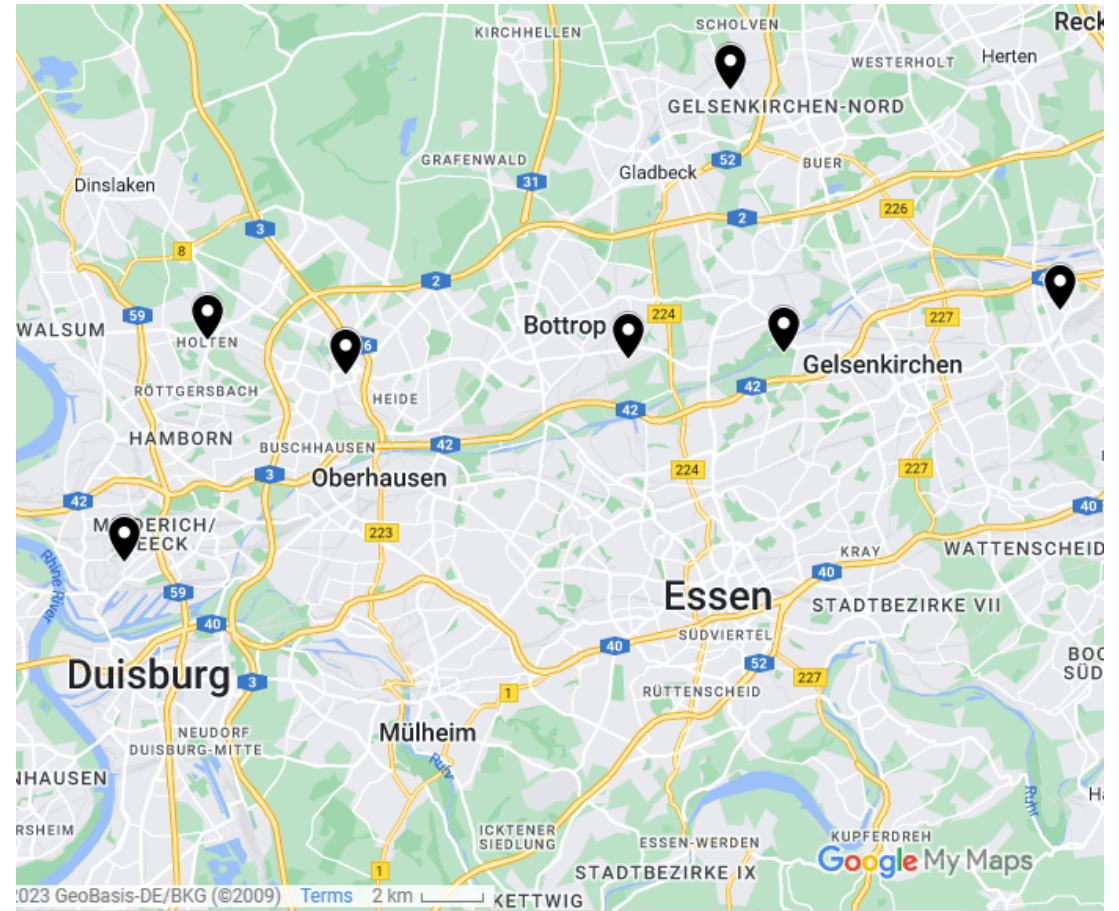 SCHOLVEN
Reck
KIRCHHELLEN
Herten
WESTERHOLT
GELSENKIRCHEN-NORD
GRAFENWALD
52
BUER
Gladbeck
31
Dinslaken
226
2
3
8
2
59
224
227
WALSUM
Bottrop
HOLTEN
6
Gelsenkirchen
42
RÖTTGERSBACH
HEIDE
42
HAMBORN
BUSCHHAUSEN
42
227
224
3
Oberhausen
42
40
223
KRAY
WATTENSCHEID
Rhine River
40
59
Essen
STADTBEZIRKE VII
40
SÜDVIERTEL
40
BOC
SÜD
52
Duisburg
3
227
1
RÜTTENSCHEID
Mülheim
NEUDORF
DUISBURG-MITTE
Ruhr
NHAUSEN
Ruhr
Ha
RSHEIM
ICKTENER
SIEDLUNG
ESSEN-WERDEN
KUPFERDREH
Google My Maps
1
STADTBEZIRKE IX
2023 GeoBasis-DE/BKG (©2009) Terms 2 km
KETTWIG